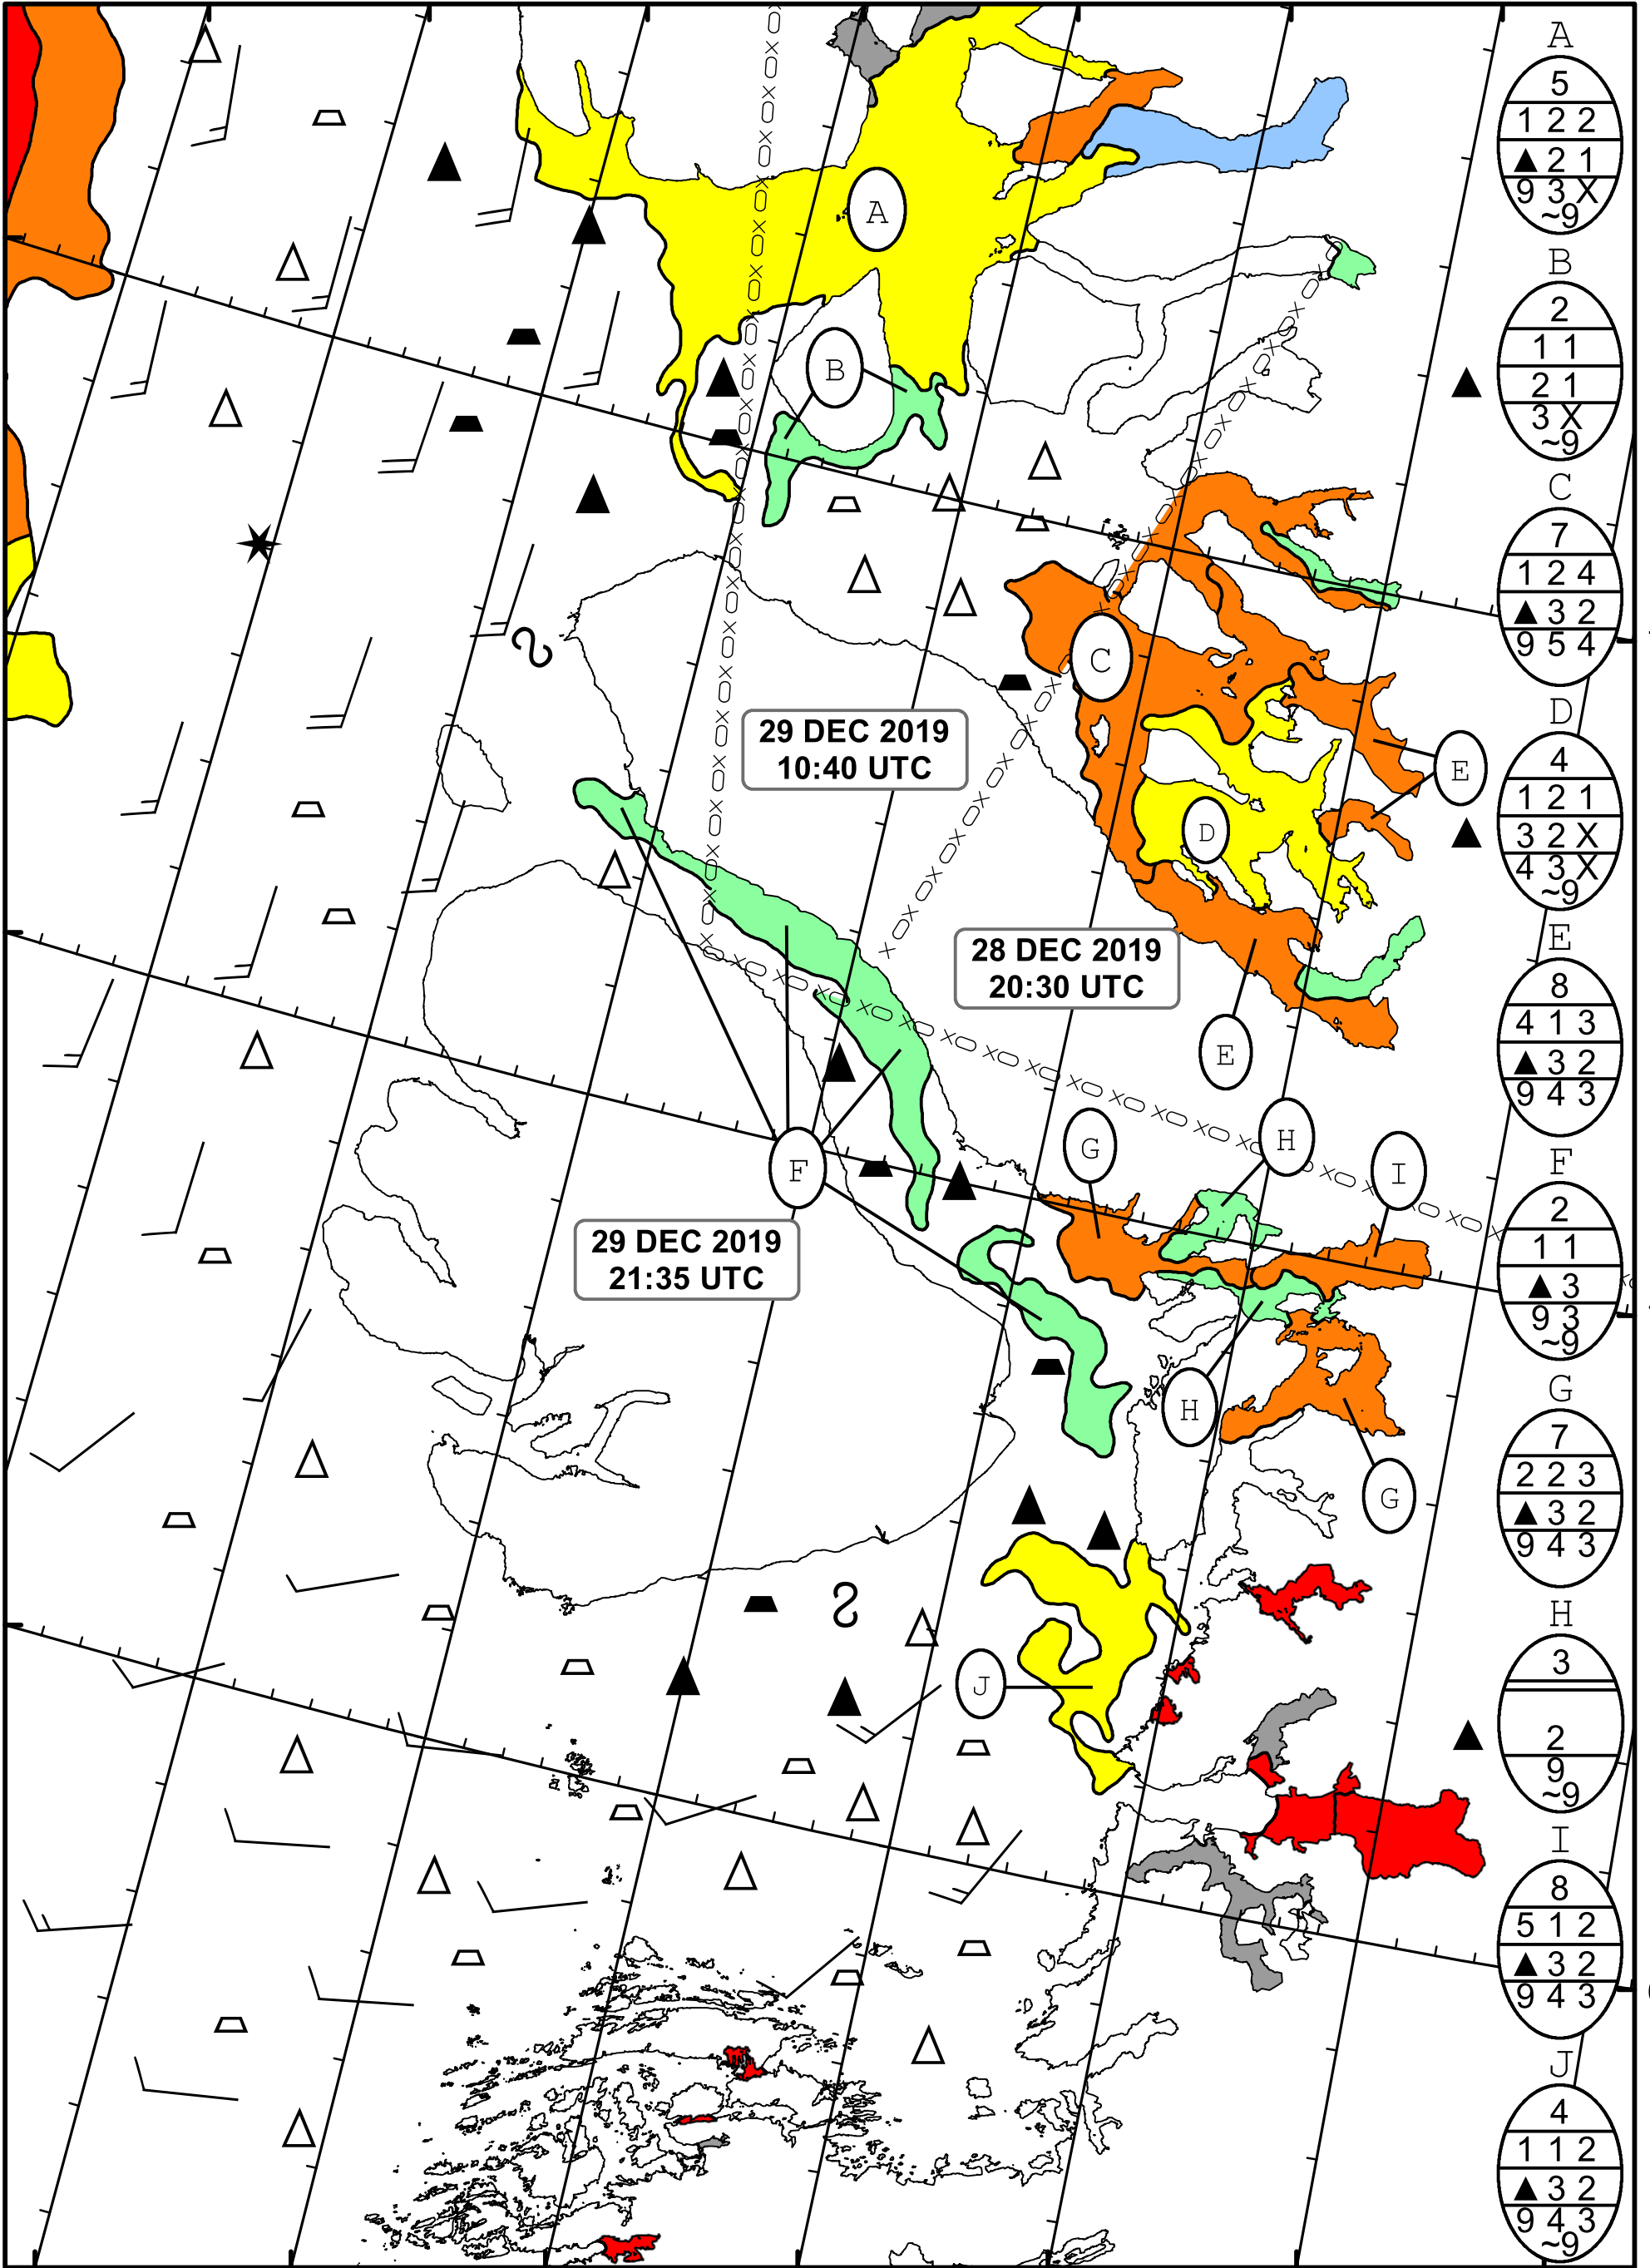 A
5
1 2 2
▲ 2 1
9 3 X
~9
B
2
1 1
2 1
3 X
~9
C
7
1 2 4
▲ 3 2
9 5 4
D
4
1 2 1
3 2 X
4 3 X
~9
E
8
4 1 3
▲ 3 2
9 4 3
F
2
1 1
▲ 3
9 3
~9
G
7
2 2 3
▲ 3 2
9 4 3
H
3
2
9
~9
I
8
5 1 2
▲ 3 2
9 4 3
J
4
1 1 2
▲ 3 2
9 4 3
~9
A
B
C
29 DEC 2019
10:40 UTC
E
D
28 DEC 2019
20:30 UTC
E
G
H
I
F
29 DEC 2019
21:35 UTC
H
G
J